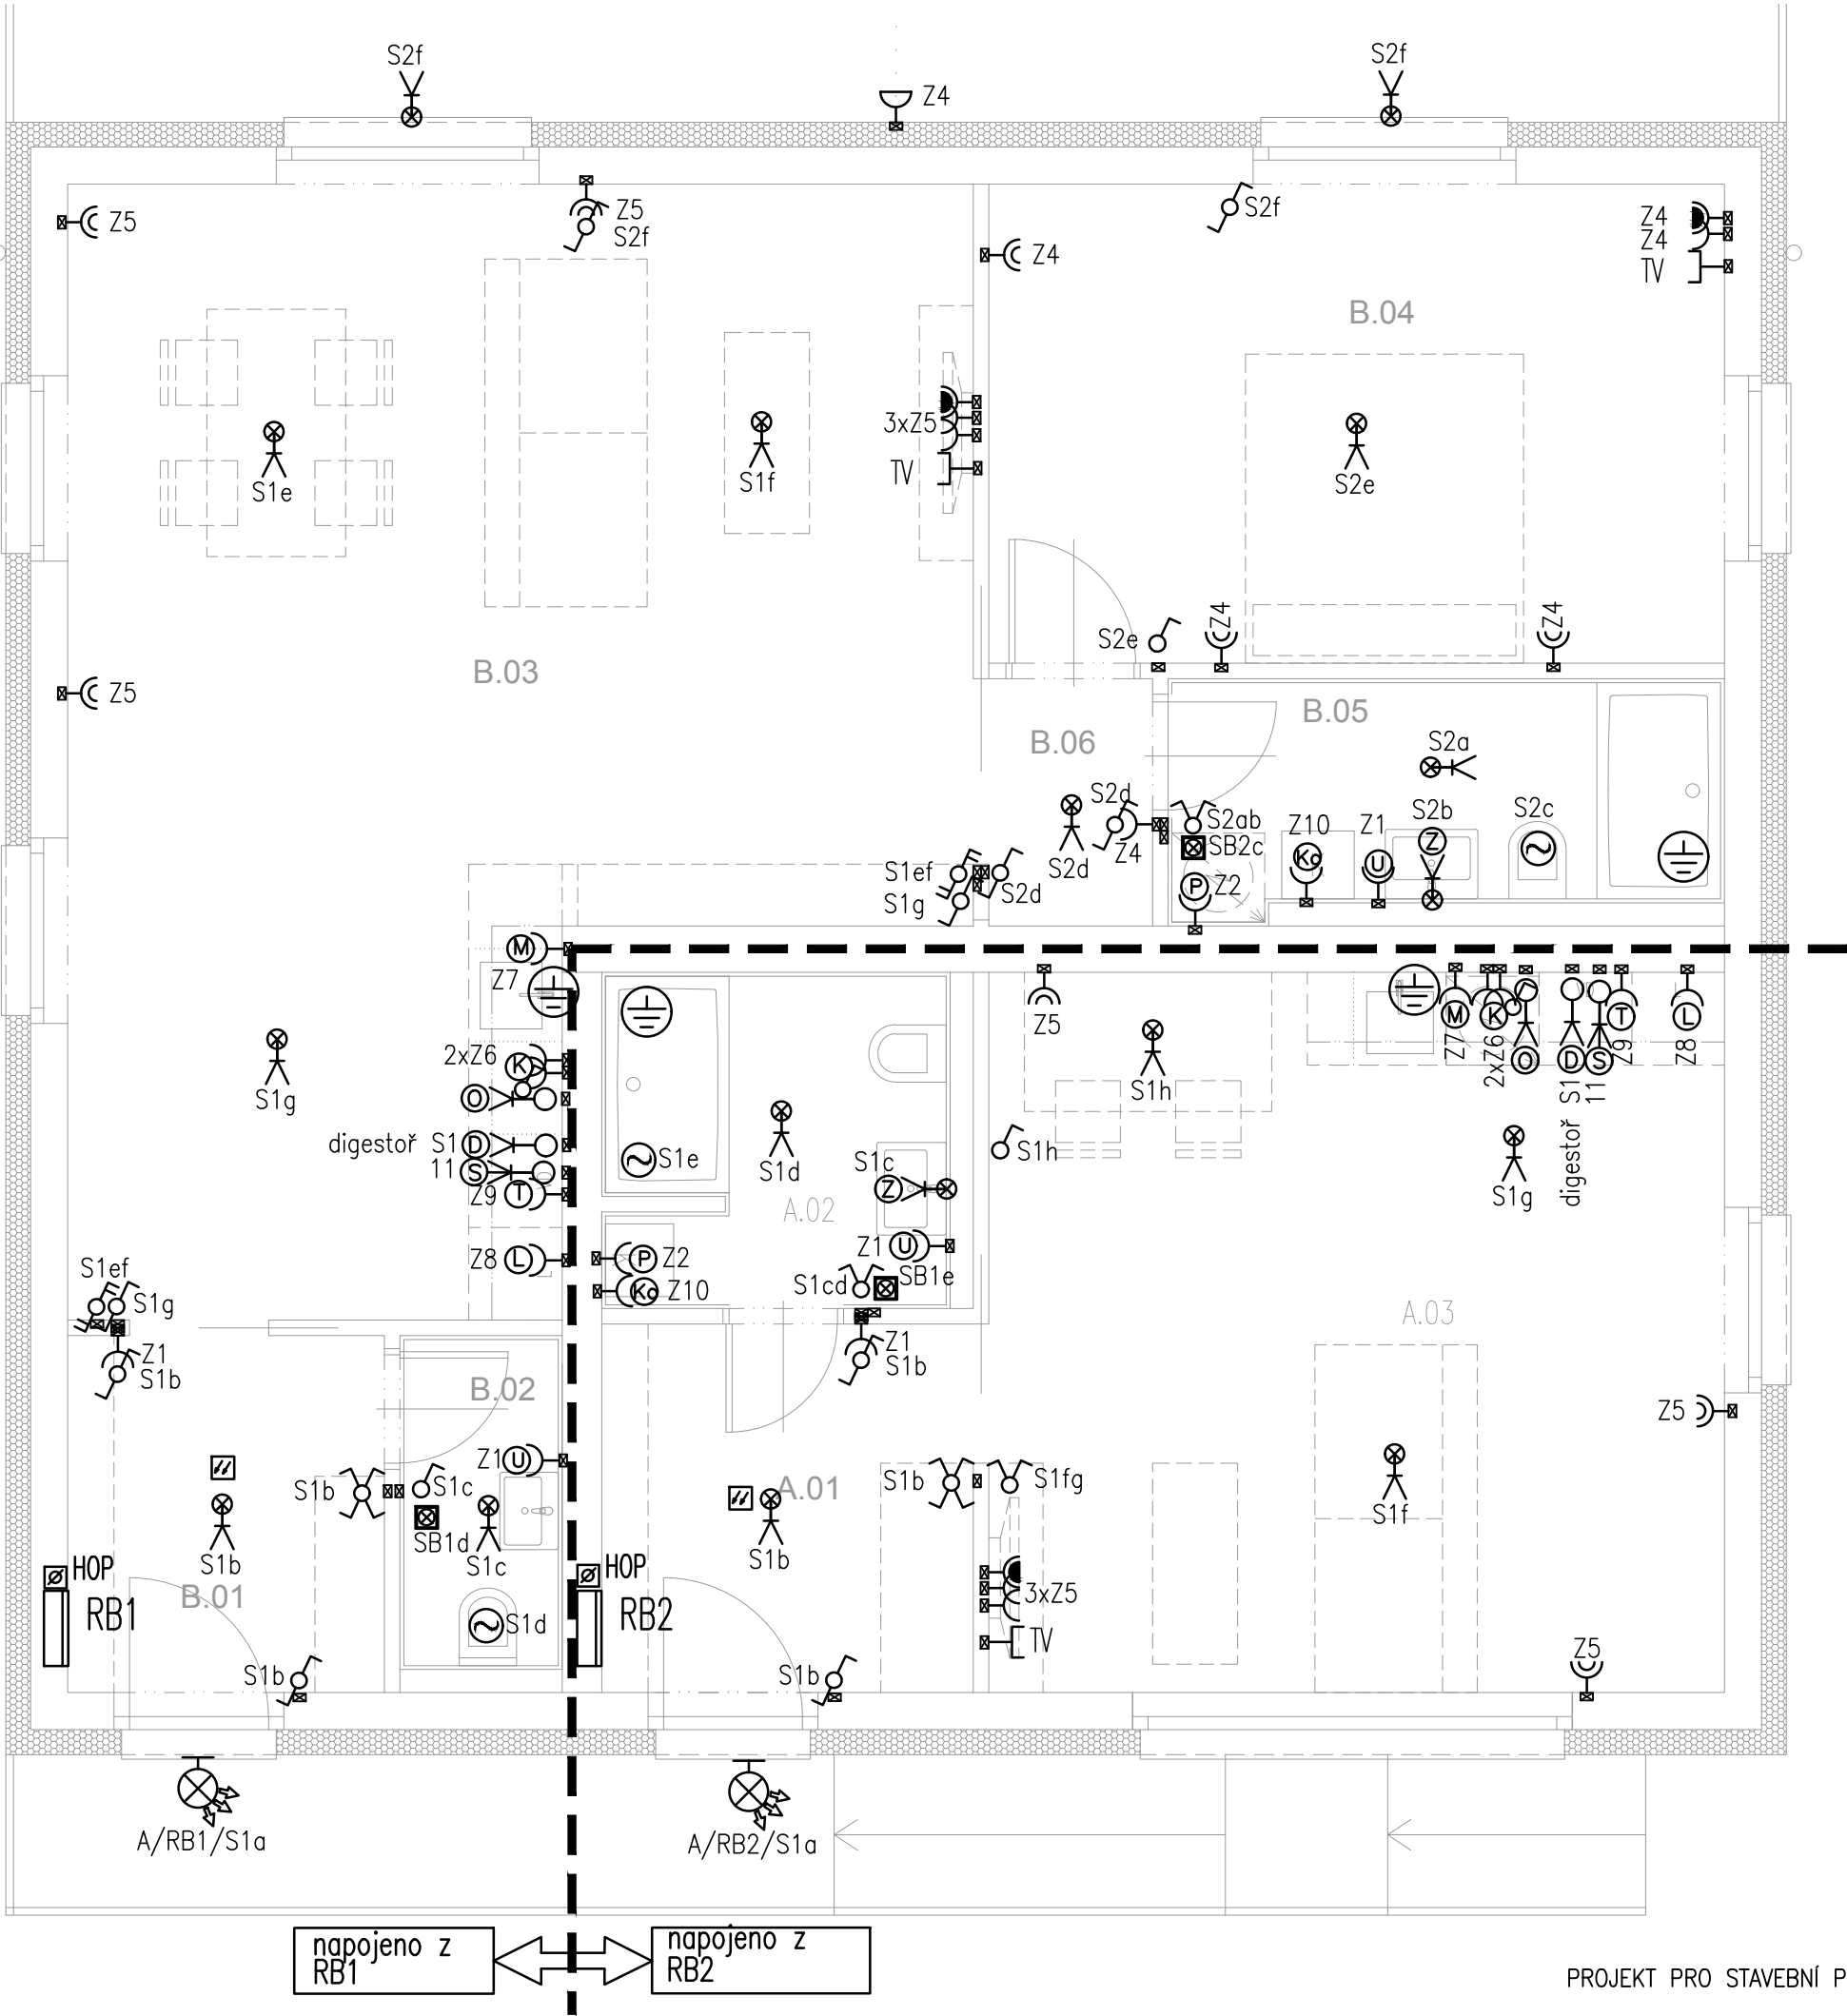 S2f
S2f
Z4
Z5
Z5
S2f
S2f
Z4
Z4
TV
Z4
B.04
3xZ5
TV
S1e
S1f
S2e
Z4
Z4
S2e
B.03
Z5
B.05
B.06
S2a
S2d
S2ab
SB2c
Z4
S2d
Z10
Ko
Z1
U
S2b
Z
S2c
P
Z2
S1ef
S1g
S2d
M
Z7
Z5
M
K
O
D
S
T
L
Z7
2xZ6
S1
11
Z9
Z8
digestoř
S1g
2xZ6
K
O
digestoř S1
D
11
S
Z9
T
Z8
L
S1g
S1h
S1h
S1e
S1d
S1c
Z
A.02
Z1
U
P
Z2
Ko
Z10
S1cd
SB1e
S1ef
S1g
Z1
S1b
Z1
S1b
A.03
B.02
Z5
Z1
U
S1b
S1c
SB1d
S1c
S1b
B.01
HOP
RB1
S1d
HOP
RB2
A.01
S1b
S1b
S1fg
S1f
3xZ5
TV
Z5
S1b
S1b
A/RB1/S1a
A/RB2/S1a
napojeno z
RB1
napojeno z
RB2
PROJEKT PRO STAVEBNÍ P